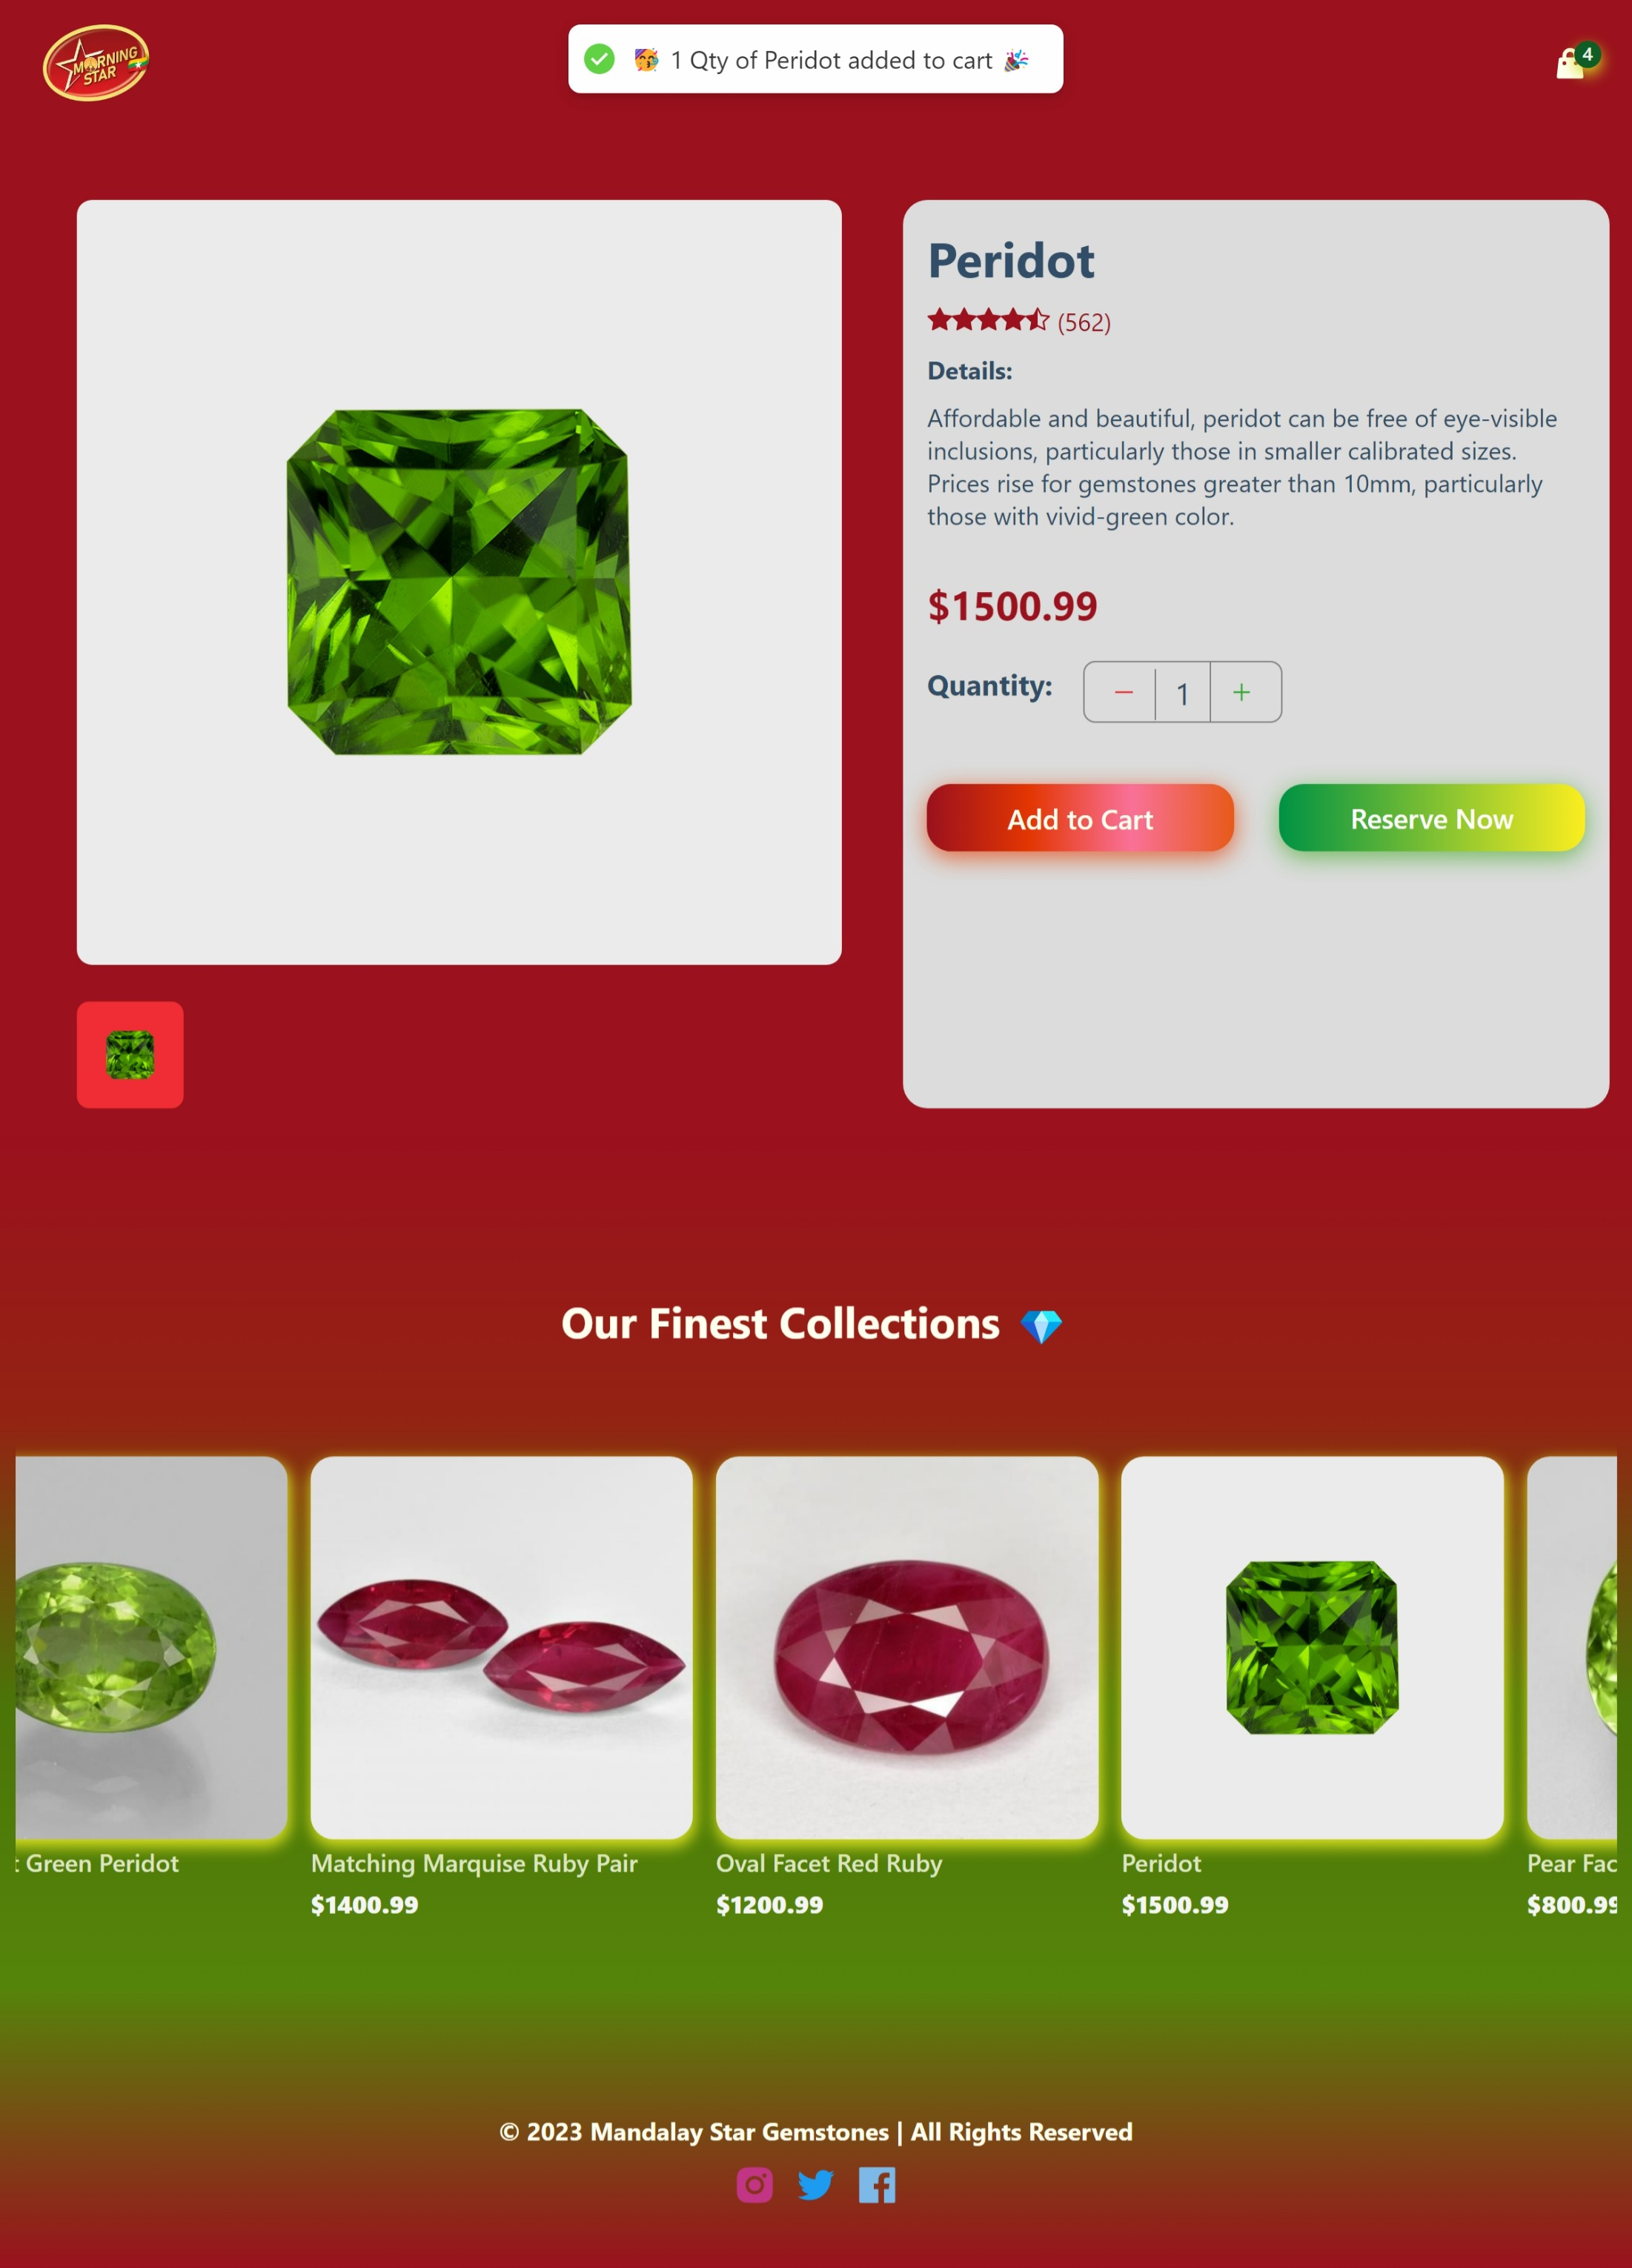 MORNING
STAR
🥳 1 Qty of Peridot added to cart 🎉
4
Peridot
(562)
Details:
Affordable and beautiful, peridot can be free of eye-visible
inclusions, particularly those in smaller calibrated sizes.
Prices rise for gemstones greater than 10mm, particularly
those with vivid-green color.
$1500.99
Quantity:
− 1 +
Add to Cart
Reserve Now
Our Finest Collections 💎
Green Peridot
Matching Marquise Ruby Pair
$1400.99
Oval Facet Red Ruby
$1200.99
Peridot
$1500.99
Pear Fac
$800.99
© 2023 Mandalay Star Gemstones | All Rights Reserved